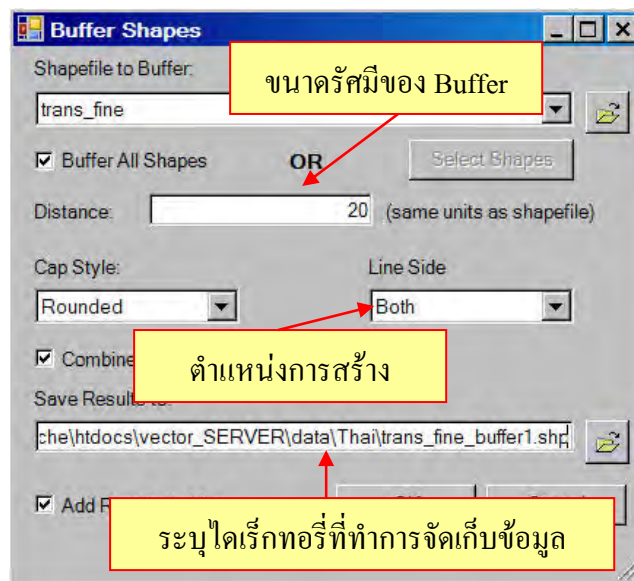 Buffer Shapes
Shapefile to Buffer:
ขนาดรัศมีของ Buffer
trans_fine
Buffer All Shapes OR Select Shapes
Distance: 20 (same units as shapefile)
Cap Style: Line Side
Rounded Both
Combine
ตำแหน่งการสร้าง
Save Results to:
che\htdocs\vector_SERVER\data\Thai\trans_fine_buffer1.shp
Add
ระบุไดเร็กทอรี่ที่ทำการจัดเก็บข้อมูล